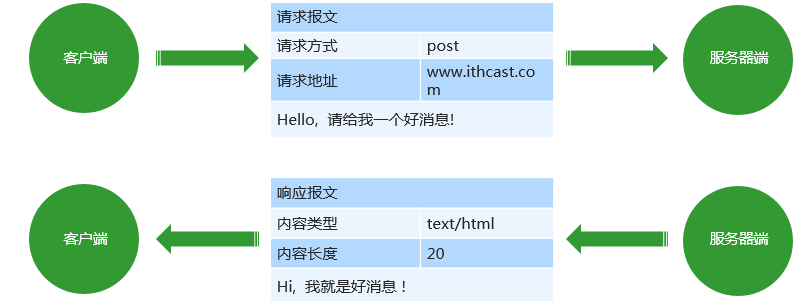 请求报文
客户端
请求方式
post
服务器端
请求地址
www.ithcast.co
m
Hello, 请给我一个好消息!
响应报文
客户端
内容类型
text/html
服务器端
内容长度
20
Hi, 我就是好消息！